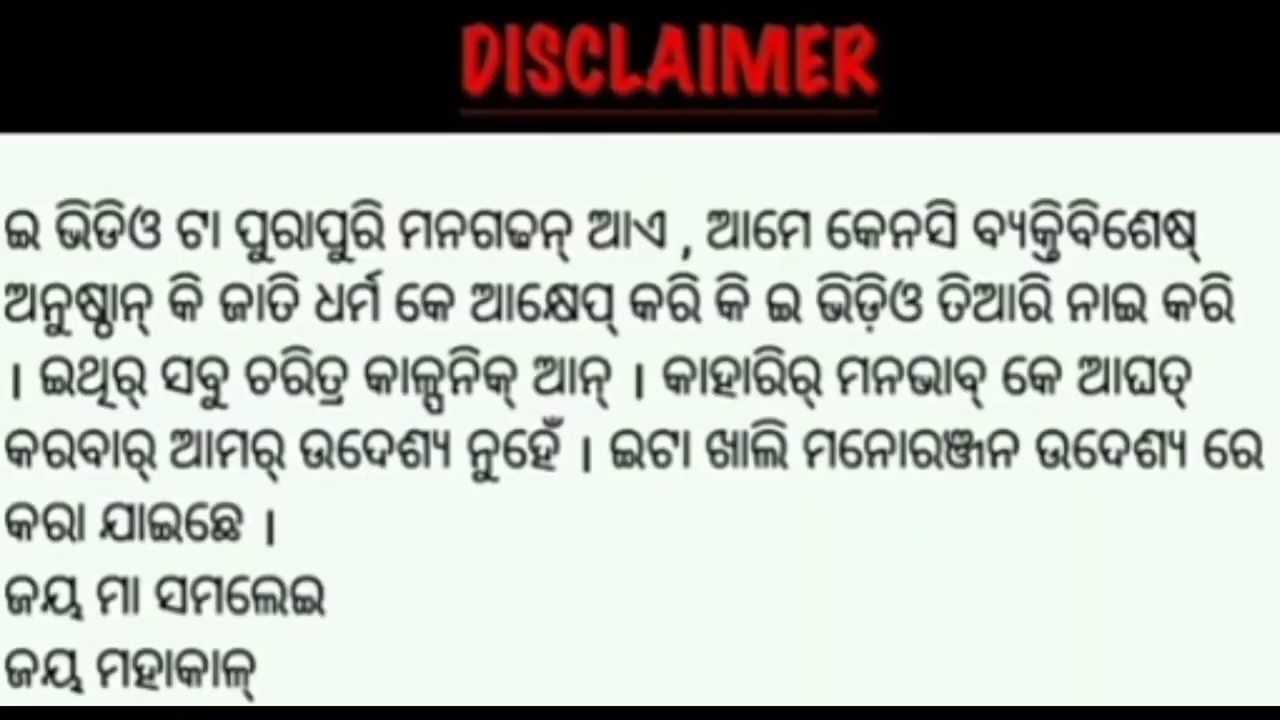 DISCLAIMER
ଇ ଭିଡିଓ ଟା ପୁରାପୁରି ମନଗଢନ୍ ଆଏ , ଆମେ କେନସି ବ୍ୟକ୍ତିବିଶେଷ୍
ଅନୁଷ୍ଠାନ୍ କି ଜାତି ଧର୍ମ କେ ଆକ୍ଷେପ୍ କରି କି ଇ ଭିଡ଼ିଓ ତିଆରି ନାଇ କରି
। ଇଥିର୍ ସବୁ ଚରିତ୍ର କାଳ୍ପନିକ୍ ଆନ୍ । କାହାରିର୍ ମନଭାବ୍ କେ ଆଘତ୍
କରବାର୍ ଆମର୍ ଉଦେଶ୍ୟ ନୁହେଁ । ଇଟା ଖାଲି ମନୋରଞ୍ଜନ ଉଦେଶ୍ୟ ରେ
କରା ଯାଇଛେ ।
ଜୟ୍ ମା ସମଲେଇ
ଜୟ୍ ମହାକାଳ୍